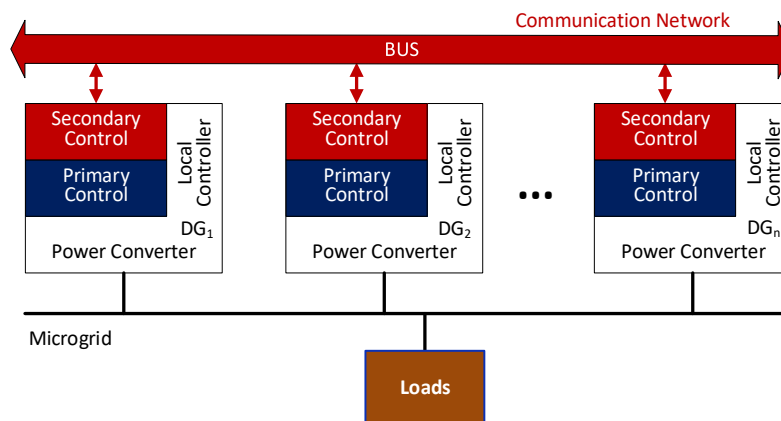 Communication Network
BUS
Secondary
Control
Primary
Control
Local
Controller
DG1
Power Converter
Secondary
Control
Primary
Control
Local
Controller
DG2
Power Converter
...
Secondary
Control
Primary
Control
Local
Controller
DGn
Power Converter
Microgrid
Loads